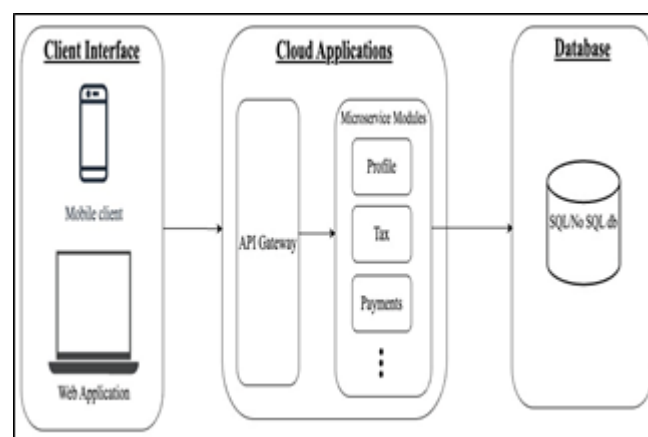 Client Interface
Mobile client
Web Application
Cloud Applications
API Gateway
Microservice Modules
Profile
Tax
Payments
Database
SQL/No SQL db